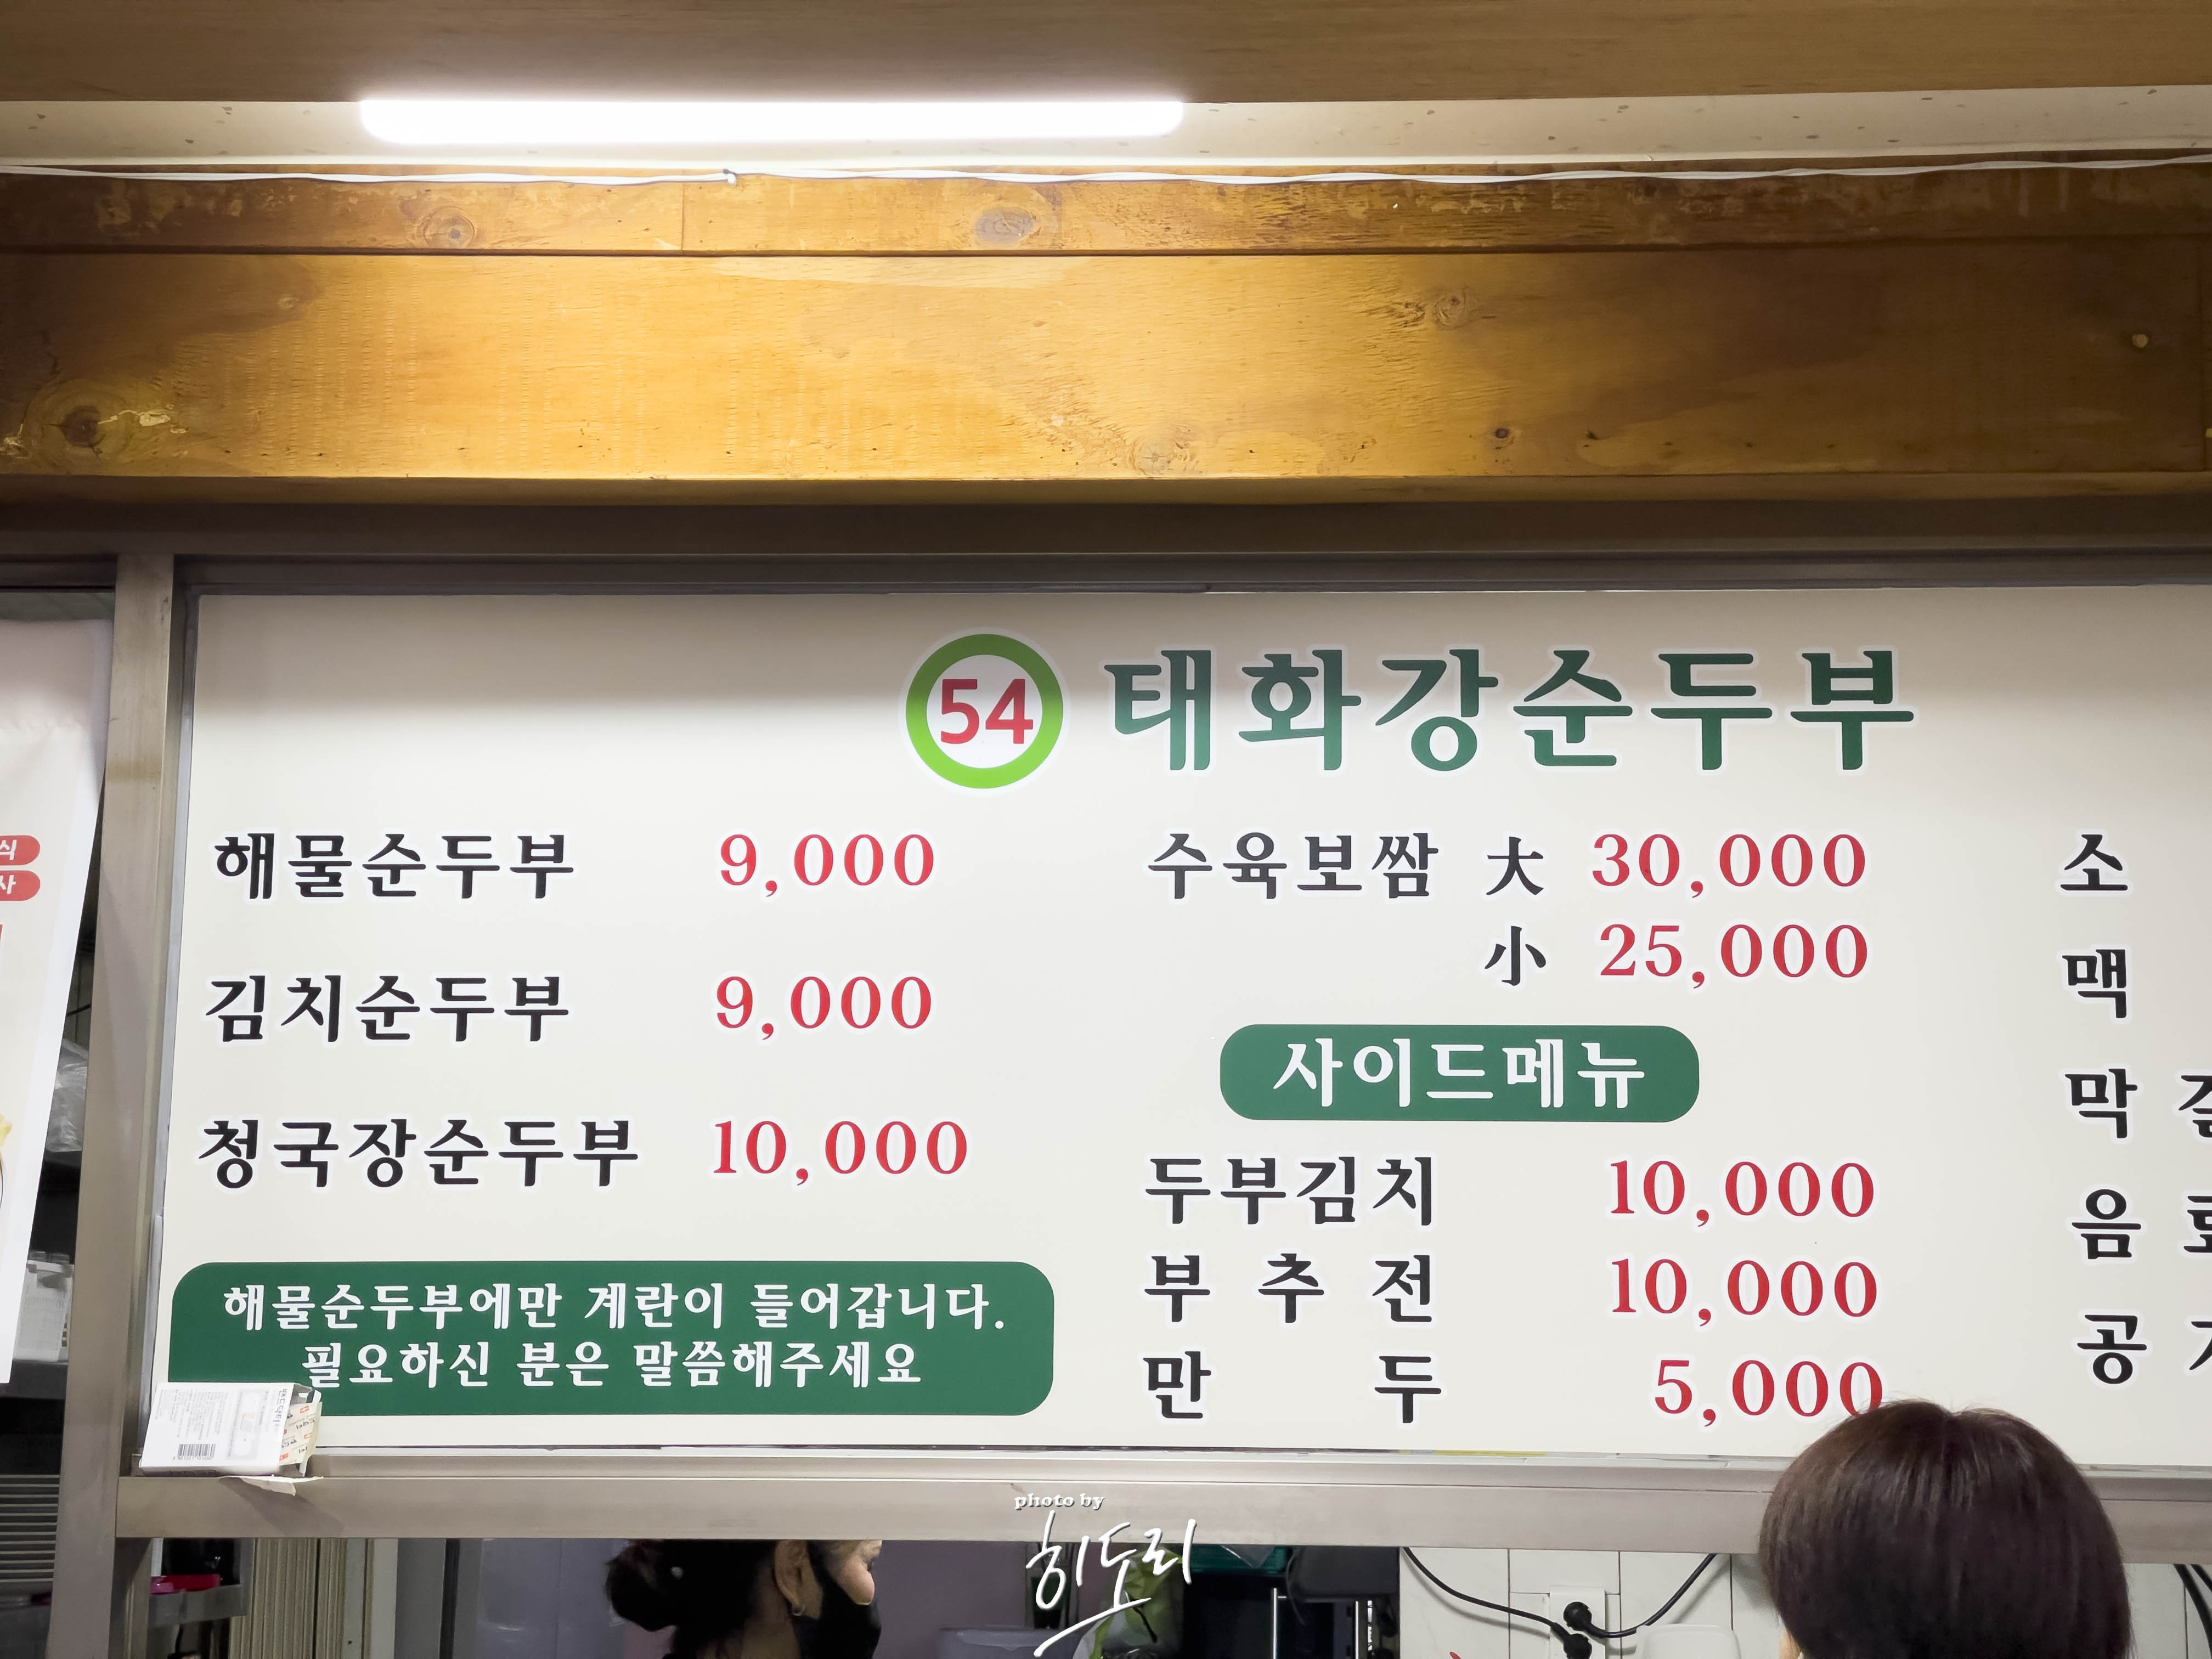 54 태화강순두부
해물순두부 9,000
김치순두부 9,000
청국장순두부 10,000
해물순두부에만 계란이 들어갑니다.
필요하신 분은 말씀해주세요
수육보쌈 大 30,000
小 25,000
사이드메뉴
두부김치 10,000
부 추 전 10,000
만 두 5,000
소
맥
막
음
공
photo by
히도리